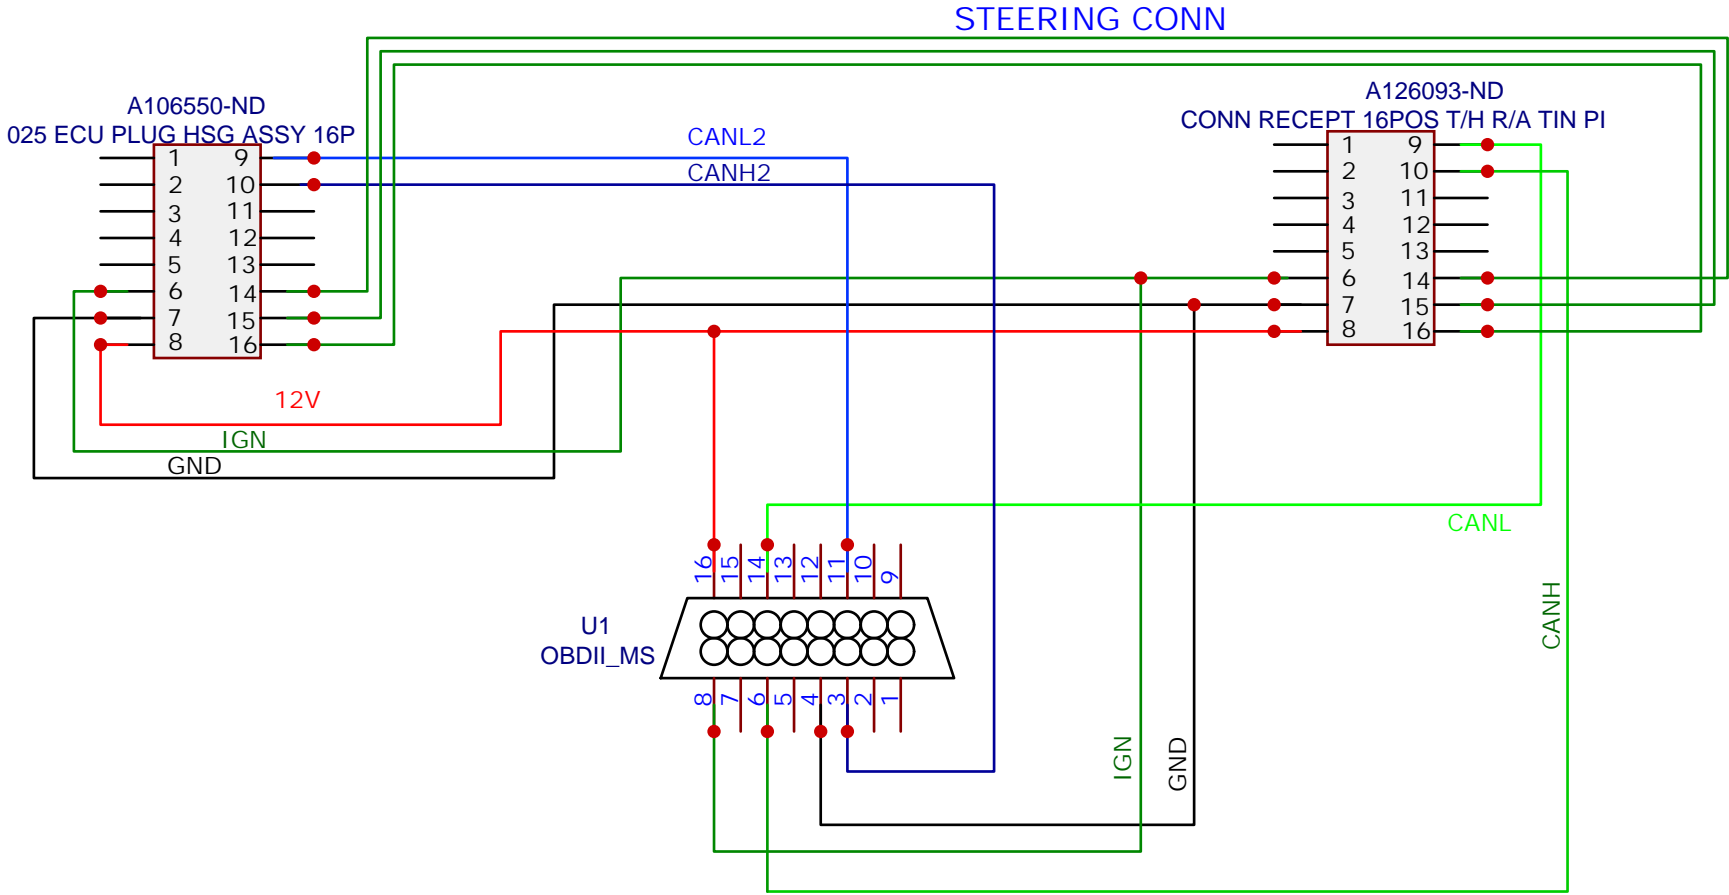 STEERING CONN
A106550-ND
025 ECU PLUG HSG ASSY 16P
1 9
2 10
3 11
4 12
5 13
6 14
7 15
8 16
CANL2
CANH2
A126093-ND
CONN RECEPT 16POS T/H R/A TIN PI
1 9
2 10
3 11
4 12
5 13
6 14
7 15
8 16
12V
IGN
GND
CANL
CANH
16 15 14 13 12 11 10 9
U1
OBDII_MS
8 7 6 5 4 3 2 1
IGN
GND